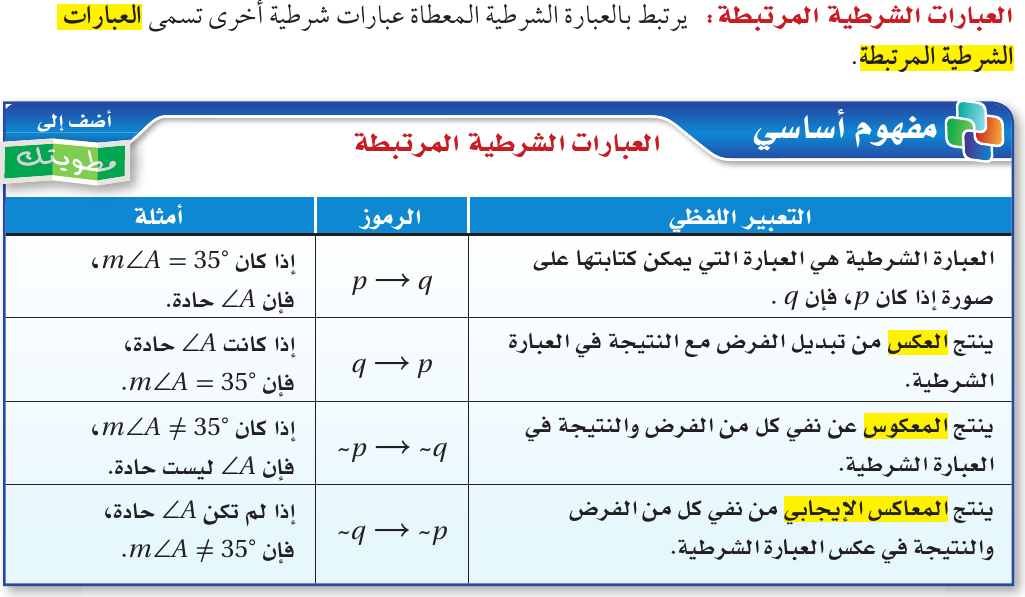 العبارات الشرطية المرتبطة : يرتبط بالعبارة الشرطية المعطاة عبارات شرطية أخرى تسمى العبارات
الشرطية المرتبطة.
مفهوم أساسي
العبارات الشرطية المرتبطة
أضف إلى
مطويتك
التعبير اللفظي الرموز أمثلة
العبارة الشرطية هي العبارة التي يمكن كتابتها على
صورة إذا كان p، فإن q .
p → q
إذا كان m∠A = 35°،
فإن A∠ حادة.
ينتج العكس من تبديل الفرض مع النتيجة في العبارة
الشرطية.
q → p
إذا كانت A∠ حادة،
فإن m∠A = 35°.
ينتج المعكوس عن نفي كل من الفرض والنتيجة في
العبارة الشرطية.
~p → ~q
إذا كان m∠A ≠ 35°،
فإن A∠ ليست حادة.
ينتج المعاكس الإيجابي من نفي كل من الفرض
والنتيجة في عكس العبارة الشرطية.
~q → ~p
إذا لم تكن A∠ حادة،
فإن m∠A ≠ 35°.